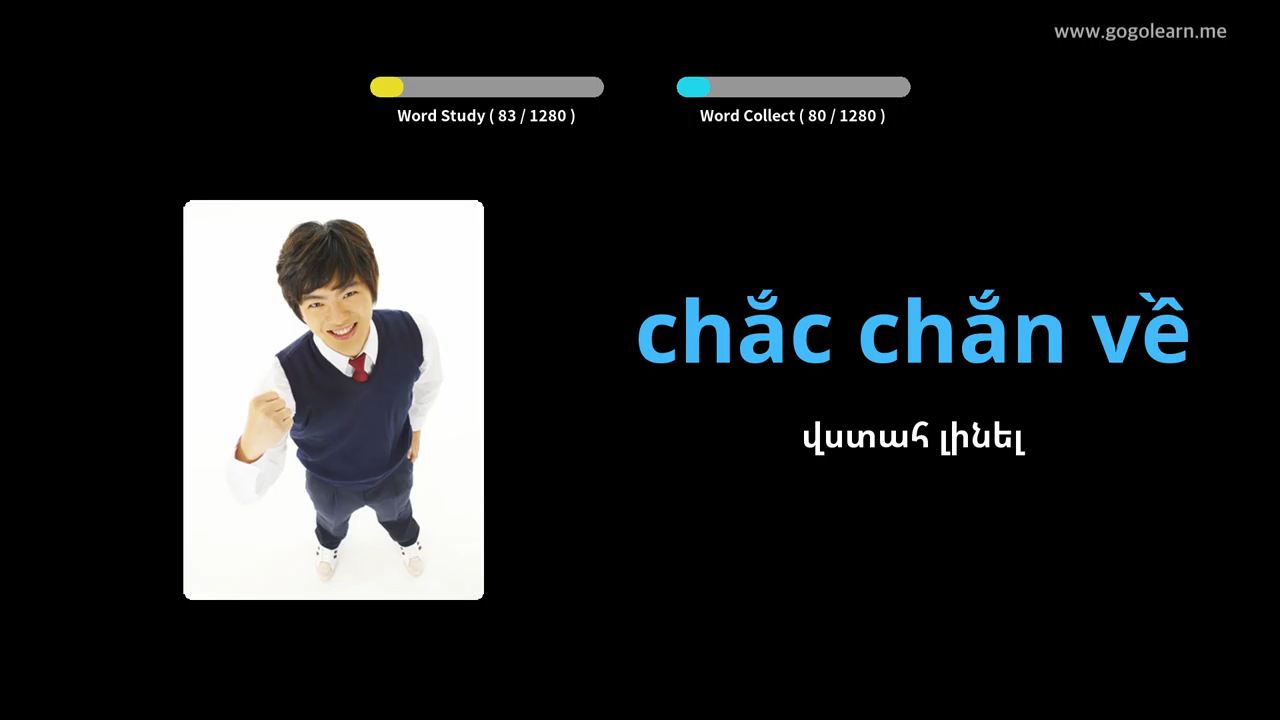 www.gogolearn.me
Word Study ( 83 / 1280 )
Word Collect ( 80 / 1280 )
chắc chắn về
վստահ լինել